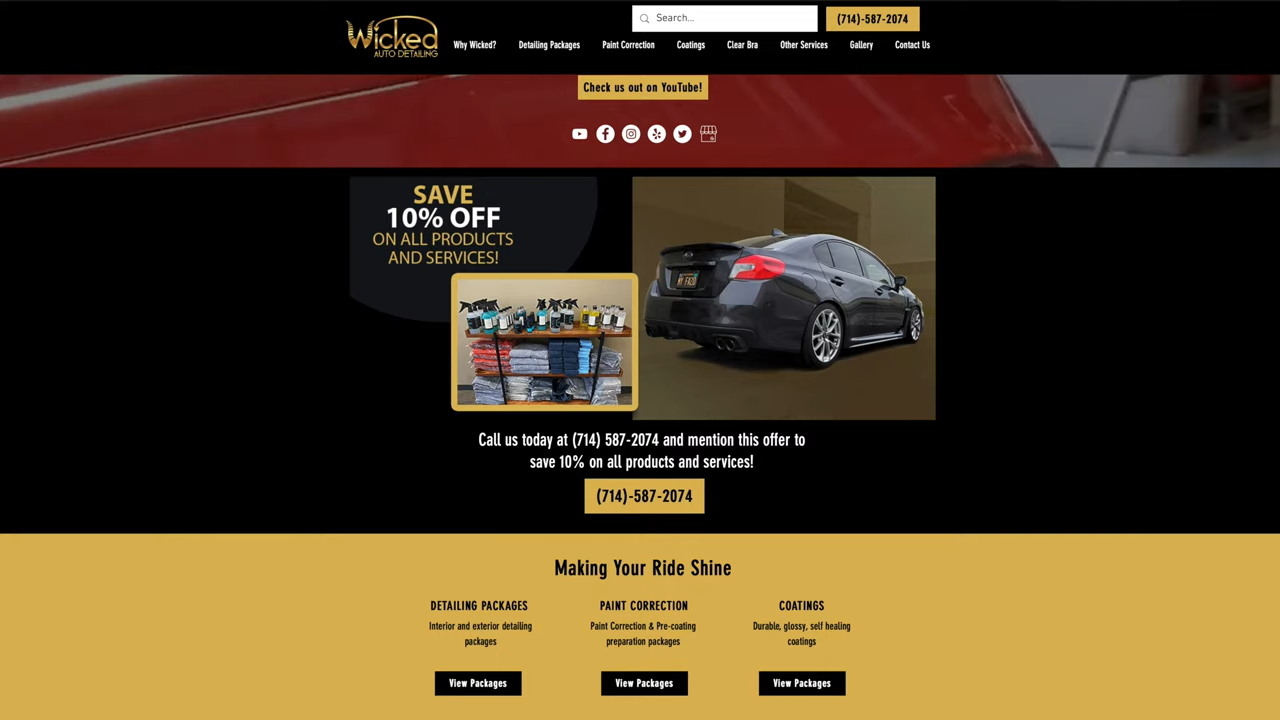 Wicked
AUTO DETAILING
Search...
(714)-587-2074
Why Wicked?
Detailing Packages
Paint Correction
Coatings
Clear Bra
Other Services
Gallery
Contact Us
Check us out on YouTube!
SAVE
10% OFF
ON ALL PRODUCTS
AND SERVICES!
Call us today at (714) 587-2074 and mention this offer to
save 10% on all products and services!
(714)-587-2074
Making Your Ride Shine
DETAILING PACKAGES
Interior and exterior detailing
packages
View Packages
PAINT CORRECTION
Paint Correction & Pre-coating
preparation packages
View Packages
COATINGS
Durable, glossy, self healing
coatings
View Packages